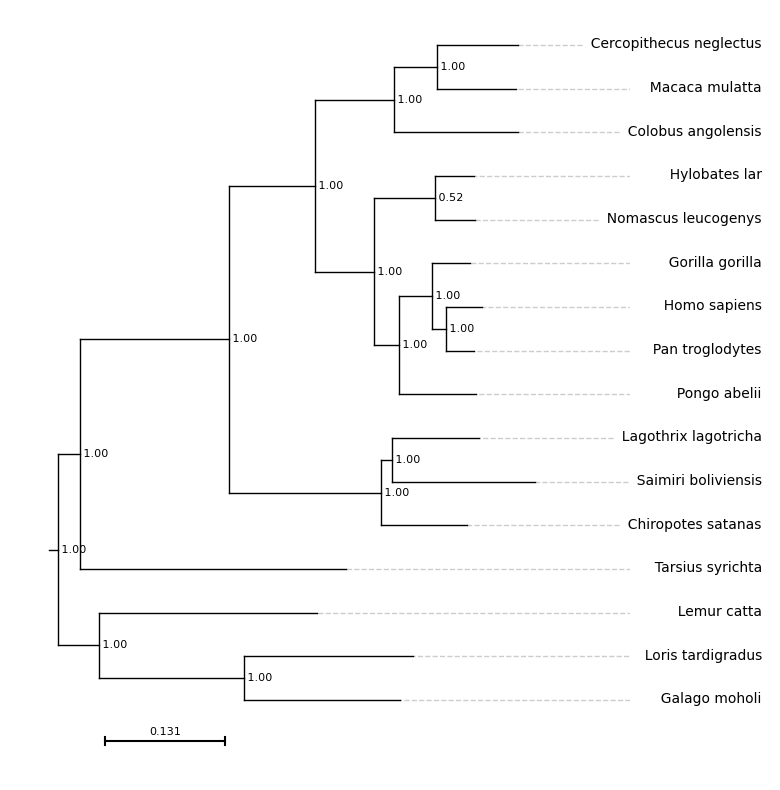 Cercopithecus neglectus
1.00
Macaca mulatta
1.00
Colobus angolensis
Hylobates lar
1.00
0.52
Nomascus leucogenys
Gorilla gorilla
1.00
1.00
Homo sapiens
1.00
1.00
1.00
Pan troglodytes
Pongo abelii
Lagothrix lagotricha
1.00
1.00
Saimiri boliviensis
1.00
Chiropotes satanas
1.00
Tarsius syrichta
Lemur catta
1.00
Loris tardigradus
1.00
Galago moholi
0.131